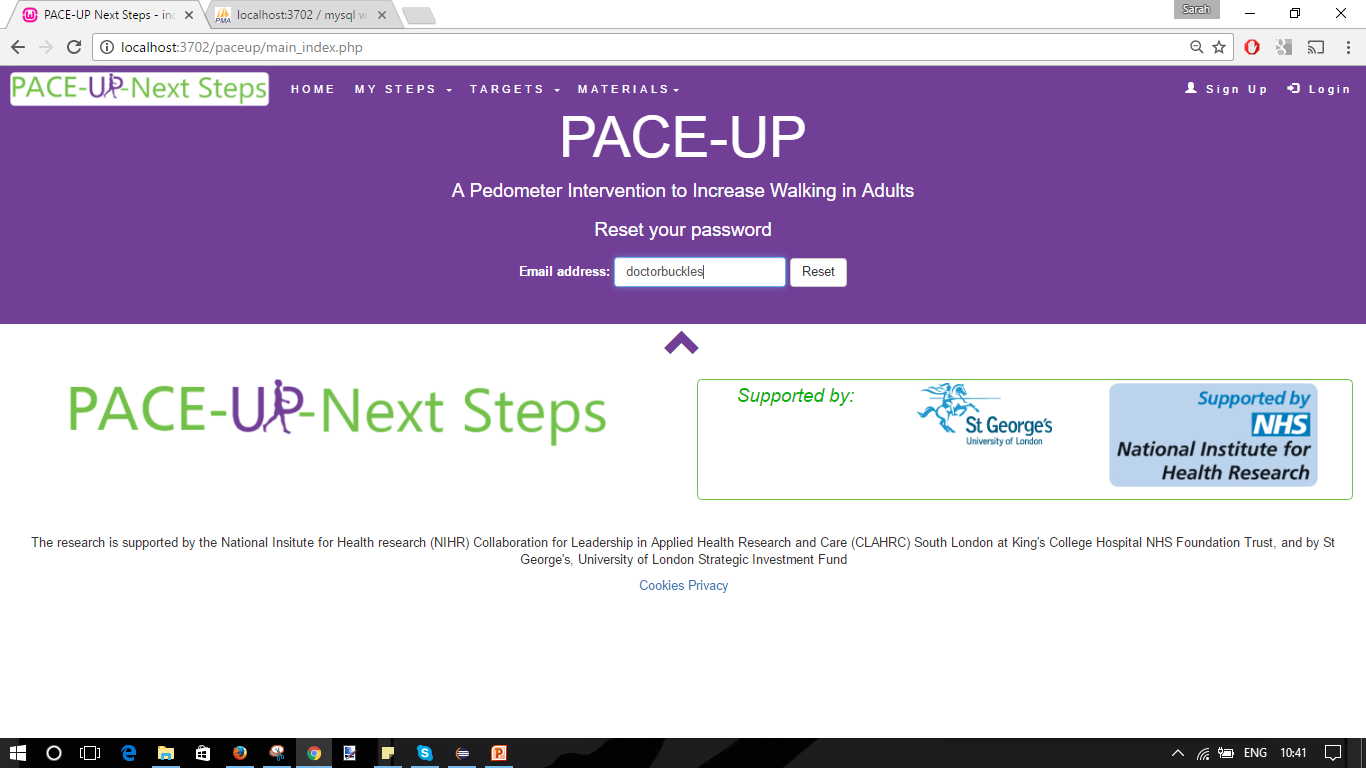 PACE-UP Next Steps - in
localhost:3702 / mysql w
Sarah
localhost:3702/paceup/main_index.php
PACE-UP-Next Steps
HOME MY STEPS TARGETS MATERIALS Sign Up Login
PACE-UP
A Pedometer Intervention to Increase Walking in Adults
Reset your password
Email address: doctorbuckles Reset
PACE-UP-Next Steps
Supported by:
St George's
University of London
Supported by
NHS
National Institute for
Health Research
The research is supported by the National Insitute for Health research (NIHR) Collaboration for Leadership in Applied Health Research and Care (CLAHRC) South London at King's College Hospital NHS Foundation Trust, and by St
George's, University of London Strategic Investment Fund
Cookies Privacy
ENG 10:41